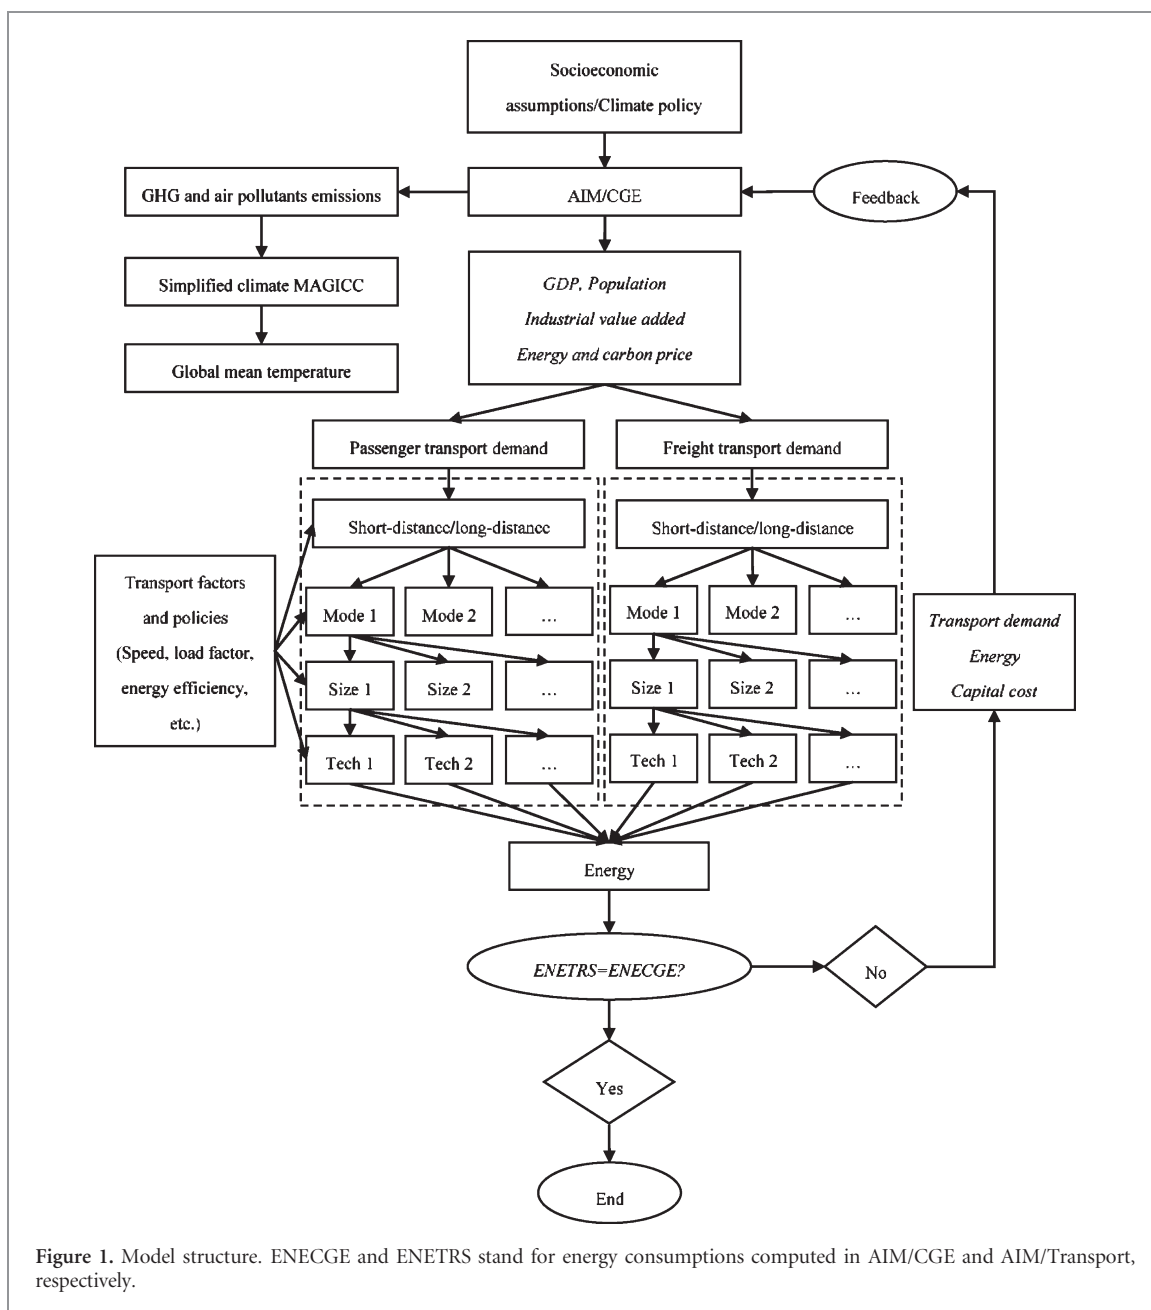 Socioeconomic
assumptions/Climate policy
GHG and air pollutants emissions
AIM/CGE
Feedback
Simplified climate MAGICC
Global mean temperature
GDP, Population
Industrial value added
Energy and carbon price
Passenger transport demand
Freight transport demand
Short-distance/long-distance
Short-distance/long-distance
Transport factors
and policies
(Speed, load factor,
energy efficiency,
etc.)
Mode 1
Mode 2
...
Mode 1
Mode 2
...
Size 1
Size 2
...
Size 1
Size 2
...
Tech 1
Tech 2
...
Tech 1
Tech 2
...
Transport demand
Energy
Capital cost
Energy
ENETRS=ENECGE?
No
Yes
End
Figure 1. Model structure. ENECGE and ENETRS stand for energy consumptions computed in AIM/CGE and AIM/Transport,
respectively.